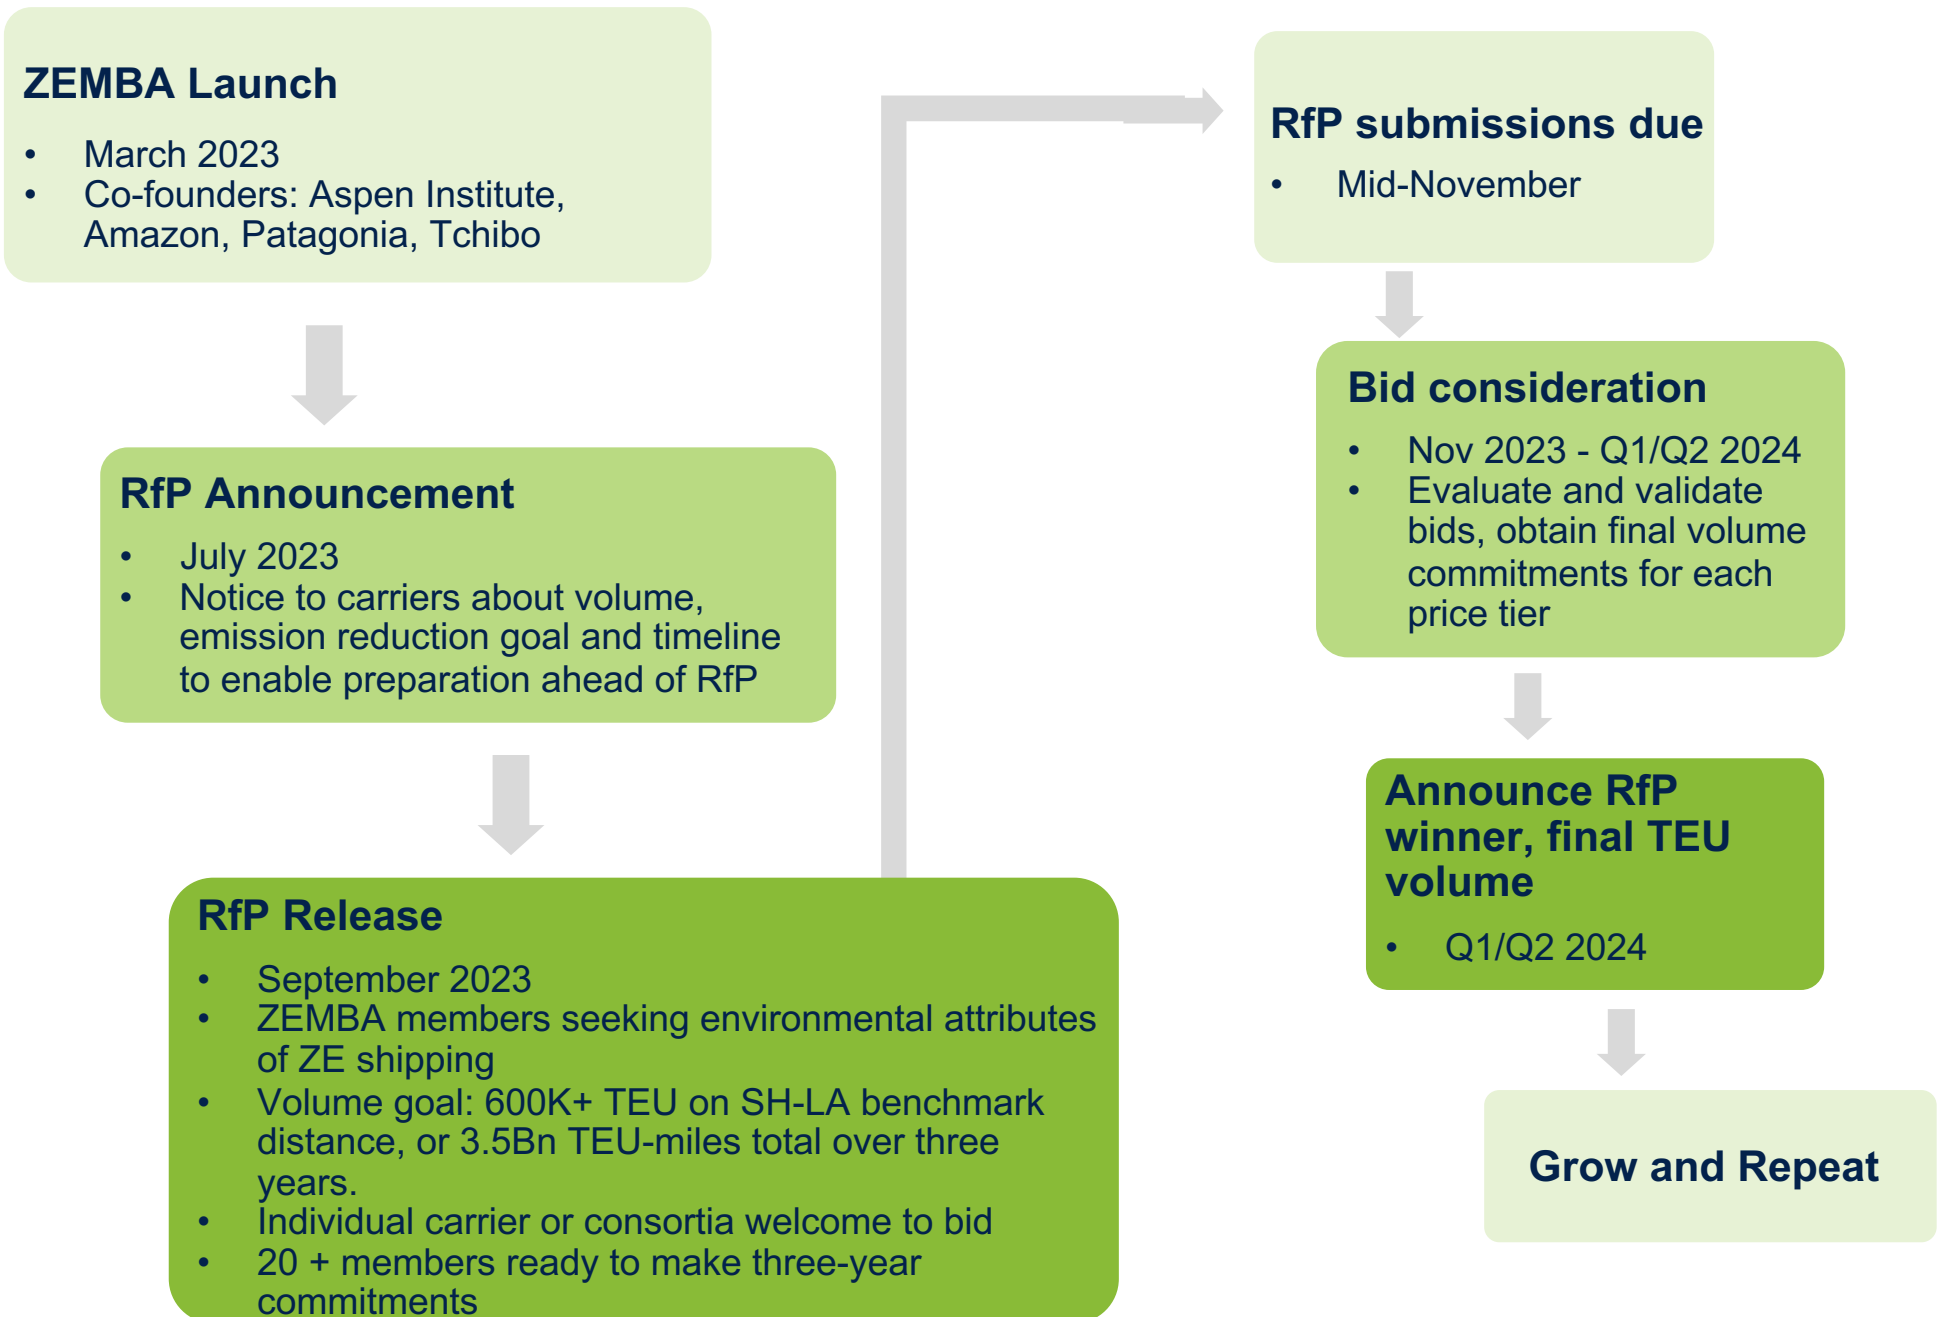 ZEMBA Launch
• March 2023
• Co-founders: Aspen Institute,
Amazon, Patagonia, Tchibo
RfP Announcement
• July 2023
• Notice to carriers about volume,
emission reduction goal and timeline
to enable preparation ahead of RfP
RfP Release
• September 2023
• ZEMBA members seeking environmental attributes
of ZE shipping
• Volume goal: 600K+ TEU on SH-LA benchmark
distance, or 3.5Bn TEU-miles total over three
years.
• Individual carrier or consortia welcome to bid
• 20 + members ready to make three-year
commitments
RfP submissions due
• Mid-November
Bid consideration
• Nov 2023 - Q1/Q2 2024
• Evaluate and validate
bids, obtain final volume
commitments for each
price tier
Announce RfP
winner, final TEU
volume
• Q1/Q2 2024
Grow and Repeat